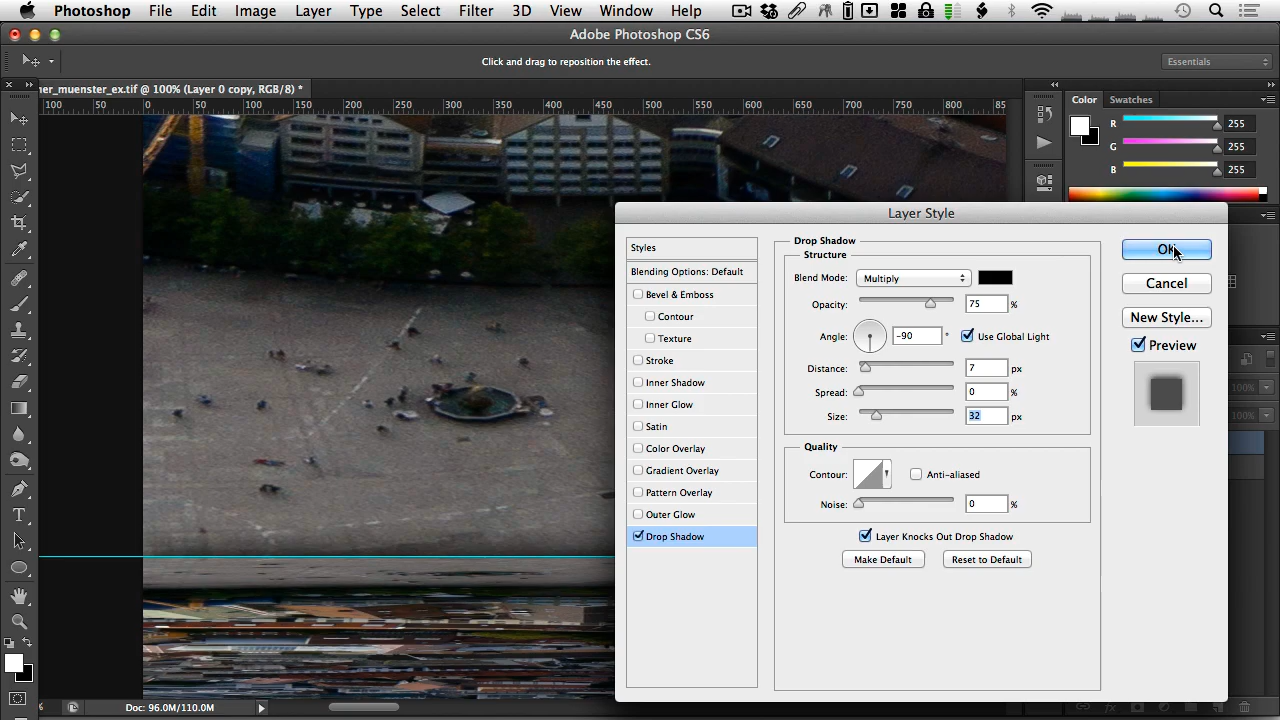 Photoshop File Edit Image Layer Type Select Filter 3D View Window Help
Adobe Photoshop CS6
Click and drag to reposition the effect.
Essentials
er_muenster_ex.tif @ 100% (Layer 0 copy, RGB/8) *
100 50 0 50 100 150 200 250 300 350 400 450 500 550 600 650 700 750 800 85
Color Swatches
R 255
G 255
B 255
Layer Style
Styles
Blending Options: Default
Bevel & Emboss
Contour
Texture
Stroke
Inner Shadow
Inner Glow
Satin
Color Overlay
Gradient Overlay
Pattern Overlay
Outer Glow
Drop Shadow
Drop Shadow
Structure
Blend Mode: Multiply
Opacity: 75 %
Angle: -90 ° Use Global Light
Distance: 7 px
Spread: 0 %
Size: 32 px
Quality
Contour: Anti-aliased
Noise: 0 %
Layer Knocks Out Drop Shadow
Make Default Reset to Default
OK
Cancel
New Style...
Preview
% Doc: 96.0M/110.0M